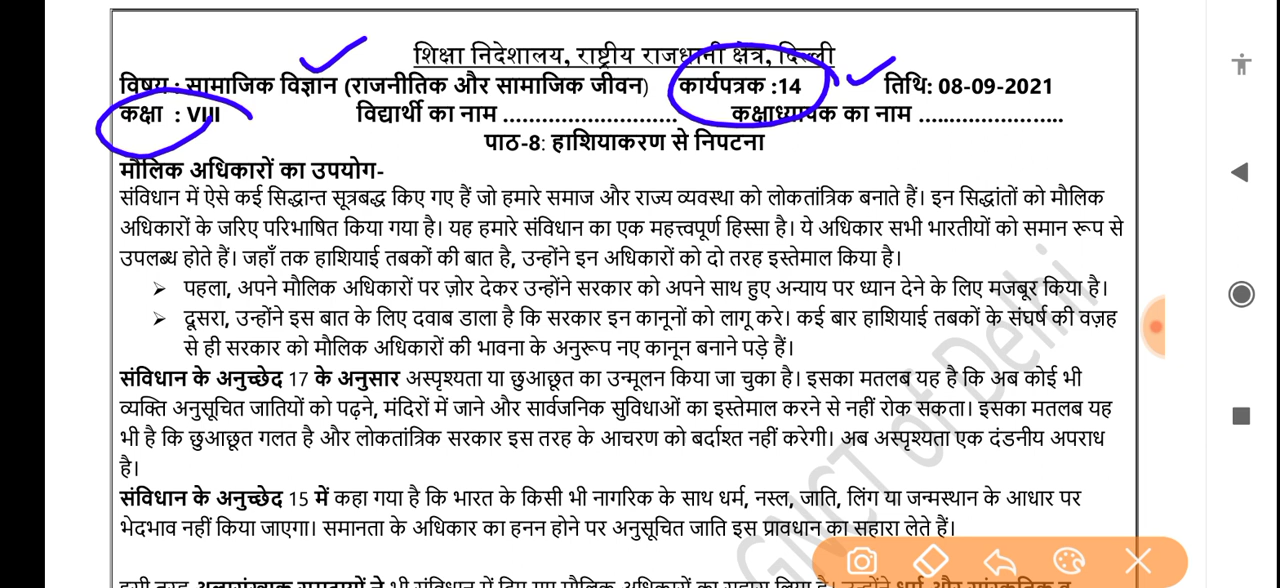 शिक्षा निदेशालय, राष्ट्रीय राजधानी क्षेत्र, दिल्ली
विषय : सामाजिक विज्ञान (राजनीतिक और सामाजिक जीवन) कार्यपत्रक :14 तिथि: 08-09-2021
कक्षा : VIII विद्यार्थी का नाम ............................ कक्षाध्यापक का नाम .......................
पाठ-8: हाशियाकरण से निपटना
मौलिक अधिकारों का उपयोग-
संविधान में ऐसे कई सिद्धान्त सूत्रबद्ध किए गए हैं जो हमारे समाज और राज्य व्यवस्था को लोकतांत्रिक बनाते हैं। इन सिद्धांतों को मौलिक
अधिकारों के जरिए परिभाषित किया गया है। यह हमारे संविधान का एक महत्त्वपूर्ण हिस्सा है। ये अधिकार सभी भारतीयों को समान रूप से
उपलब्ध होते हैं। जहाँ तक हाशियाई तबकों की बात है, उन्होंने इन अधिकारों को दो तरह इस्तेमाल किया है।
➢ पहला, अपने मौलिक अधिकारों पर ज़ोर देकर उन्होंने सरकार को अपने साथ हुए अन्याय पर ध्यान देने के लिए मजबूर किया है।
➢ दूसरा, उन्होंने इस बात के लिए दवाब डाला है कि सरकार इन कानूनों को लागू करे। कई बार हाशियाई तबकों के संघर्ष की वज़ह
से ही सरकार को मौलिक अधिकारों की भावना के अनुरूप नए कानून बनाने पड़े हैं।
संविधान के अनुच्छेद 17 के अनुसार अस्पृश्यता या छुआछूत का उन्मूलन किया जा चुका है। इसका मतलब यह है कि अब कोई भी
व्यक्ति अनुसूचित जातियों को पढ़ने, मंदिरों में जाने और सार्वजनिक सुविधाओं का इस्तेमाल करने से नहीं रोक सकता। इसका मतलब यह
भी है कि छुआछूत गलत है और लोकतांत्रिक सरकार इस तरह के आचरण को बर्दाश्त नहीं करेगी। अब अस्पृश्यता एक दंडनीय अपराध
है।
संविधान के अनुच्छेद 15 में कहा गया है कि भारत के किसी भी नागरिक के साथ धर्म, नस्ल, जाति, लिंग या जन्मस्थान के आधार पर
भेदभाव नहीं किया जाएगा। समानता के अधिकार का हनन होने पर अनुसूचित जाति इस प्रावधान का सहारा लेते हैं।
GNCT of Delhi